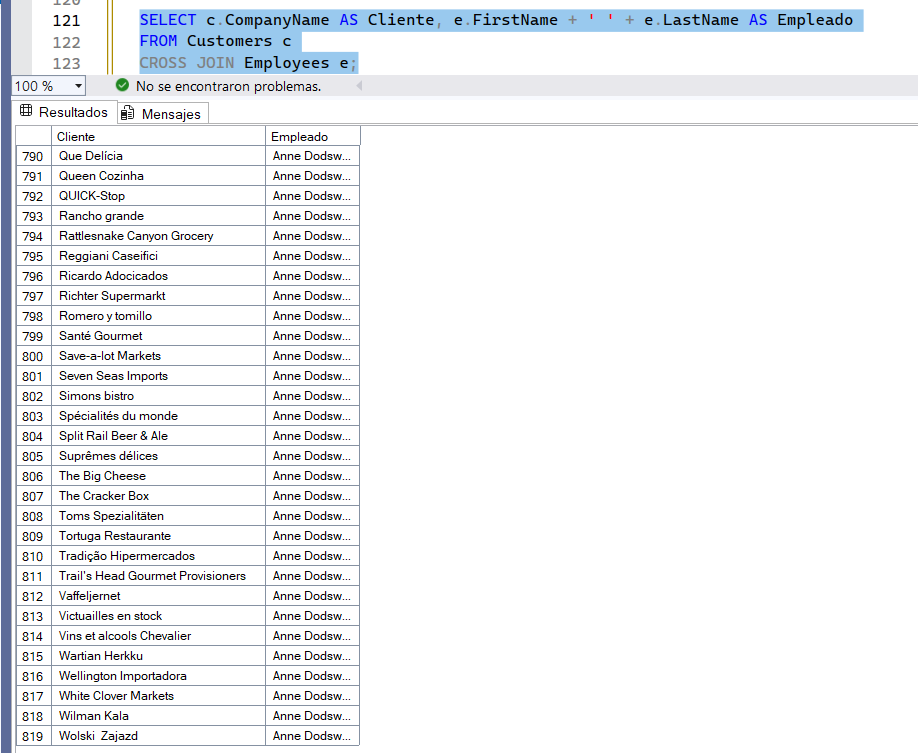 120
121 SELECT c.CompanyName AS Cliente, e.FirstName + ' ' + e.LastName AS Empleado
122 FROM Customers c
123 CROSS JOIN Employees e;
100 % No se encontraron problemas.
Resultados Mensajes
Cliente Empleado
790 Que Delícia Anne Dodsw...
791 Queen Cozinha Anne Dodsw...
792 QUICK-Stop Anne Dodsw...
793 Rancho grande Anne Dodsw...
794 Rattlesnake Canyon Grocery Anne Dodsw...
795 Reggiani Caseifici Anne Dodsw...
796 Ricardo Adocicados Anne Dodsw...
797 Richter Supermarkt Anne Dodsw...
798 Romero y tomillo Anne Dodsw...
799 Santé Gourmet Anne Dodsw...
800 Save-a-lot Markets Anne Dodsw...
801 Seven Seas Imports Anne Dodsw...
802 Simons bistro Anne Dodsw...
803 Spécialités du monde Anne Dodsw...
804 Split Rail Beer & Ale Anne Dodsw...
805 Suprêmes délices Anne Dodsw...
806 The Big Cheese Anne Dodsw...
807 The Cracker Box Anne Dodsw...
808 Toms Spezialitäten Anne Dodsw...
809 Tortuga Restaurante Anne Dodsw...
810 Tradição Hipermercados Anne Dodsw...
811 Trail's Head Gourmet Provisioners Anne Dodsw...
812 Vaffeljernet Anne Dodsw...
813 Victuailles en stock Anne Dodsw...
814 Vins et alcools Chevalier Anne Dodsw...
815 Wartian Herkku Anne Dodsw...
816 Wellington Importadora Anne Dodsw...
817 White Clover Markets Anne Dodsw...
818 Wilman Kala Anne Dodsw...
819 Wolski  Zajazd Anne Dodsw...